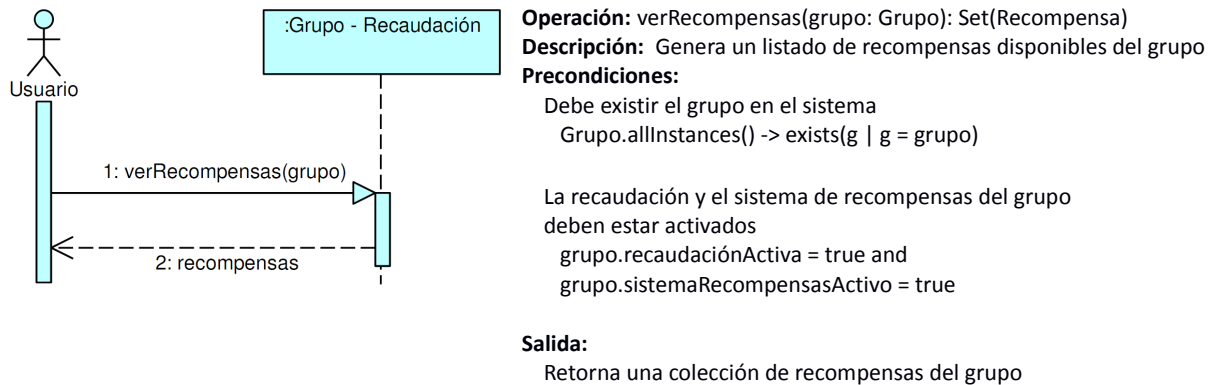 :Grupo - Recaudación
Usuario
1: verRecompensas(grupo)
2: recompensas
Operación: verRecompensas(grupo: Grupo): Set(Recompensa)
Descripción: Genera un listado de recompensas disponibles del grupo
Precondiciones:
Debe existir el grupo en el sistema
Grupo.allInstances() -> exists(g | g = grupo)
La recaudación y el sistema de recompensas del grupo
deben estar activados
grupo.recaudaciónActiva = true and
grupo.sistemaRecompensasActivo = true
Salida:
Retorna una colección de recompensas del grupo